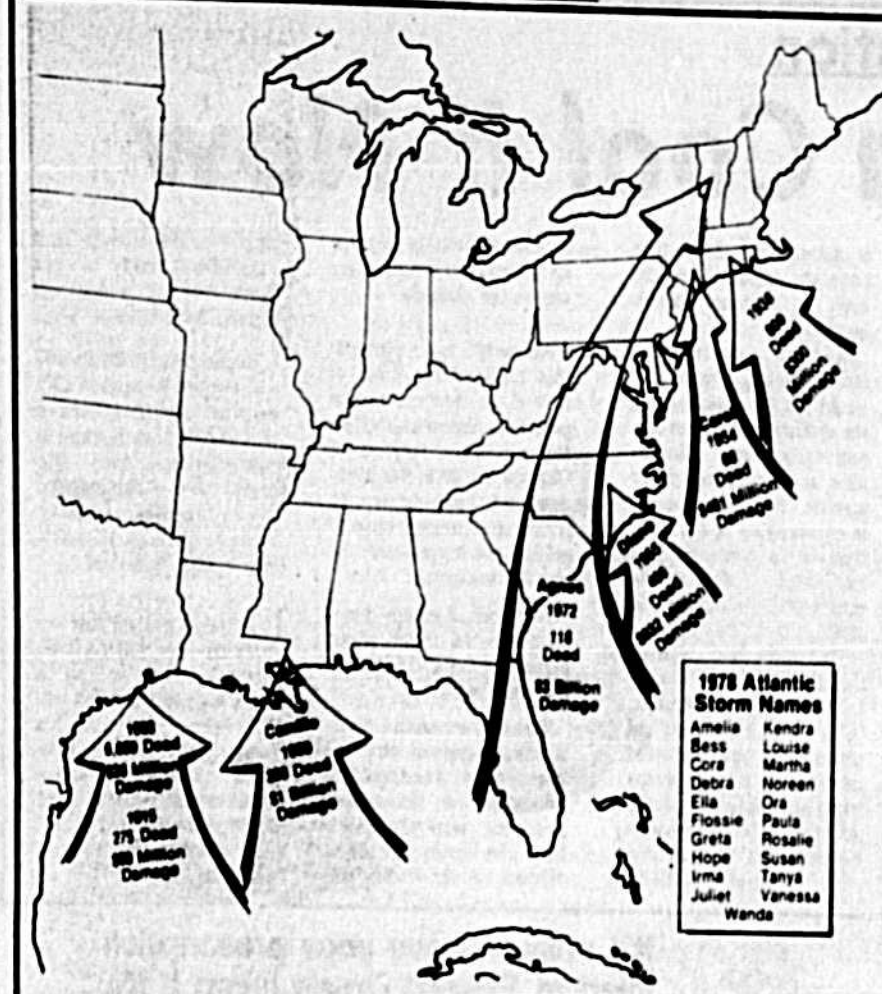 1938
Dead
Million
Damage
Carol
1954
Dead
$461 Million
Damage
Diane
Dead
Million
Damage
Agnes
1972
118
Dead
$3 Billion
Damage
Dead
Million
Damage
1915
275 Dead
Million
Damage
Camille
Dead
$1 Billion
Damage
1978 Atlantic
Storm Names
Amelia Kendra
Bess Louise
Cora Martha
Debra Noreen
Ella Ora
Flossie Paula
Greta Rosalie
Hope Susan
Irma Tanya
Juliet Vanessa
Wanda